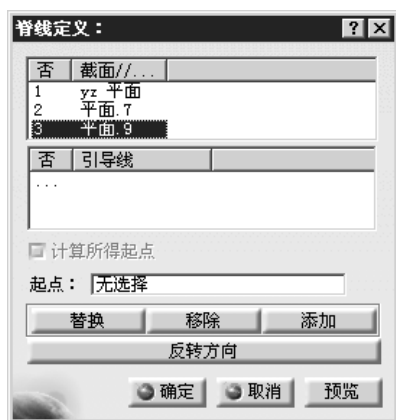 脊线定义：
否 截面//...
1 yz 平面
2 平面.7
3 平面.9
否 引导线
...
计算所得起点
起点： 无选择
替换 移除 添加
反转方向
确定 取消 预览